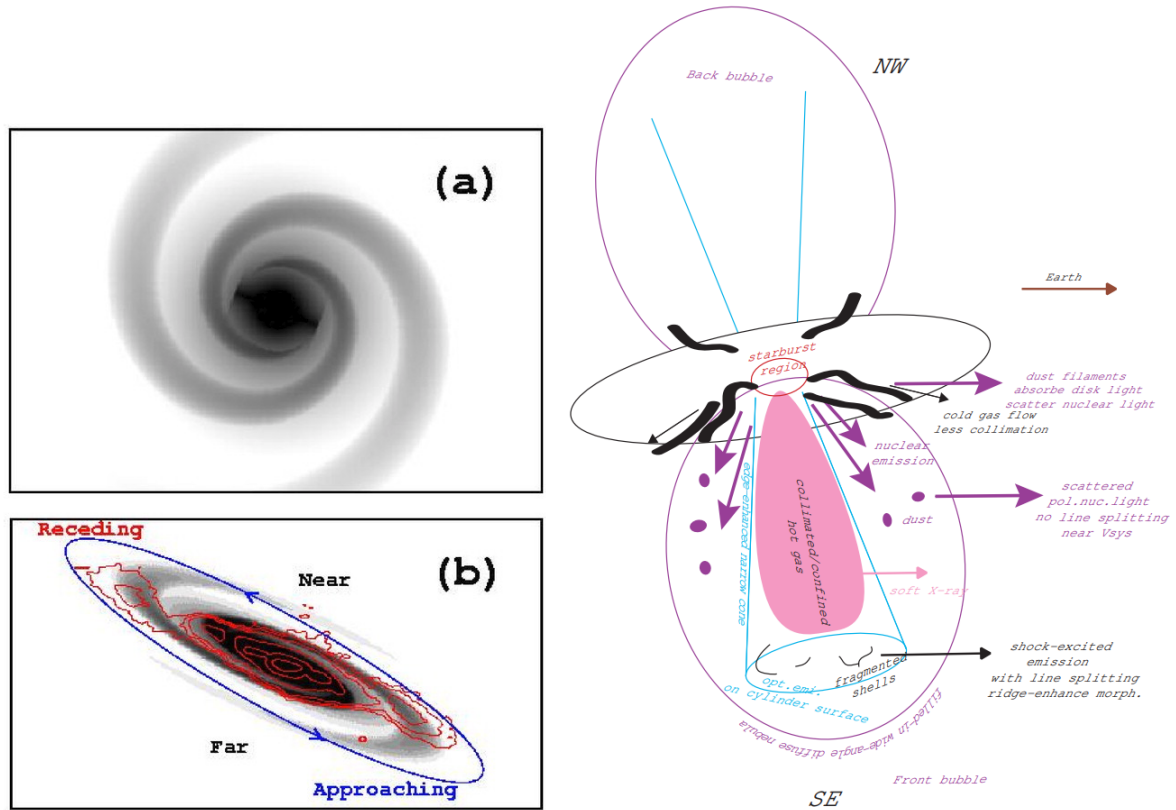 (a)
Receding
Near
(b)
Far
Approaching
NW
Back bubble
Earth
starburst
region
dust filaments
absorbe disk light
scatter nuclear light
cold gas flow
less collimation
nuclear
emission
scattered
pol.nuc.light
no line splitting
near Vsys
dust
edge-enhanced narrow cone
collimated/confined
hot gas
soft X-ray
shock-excited
emission
with line splitting
ridge-enhance morph.
fragmented
shells
opt.emi.
on cylinder surface
filled-in wide-angle diffuse nebula
Front bubble
SE